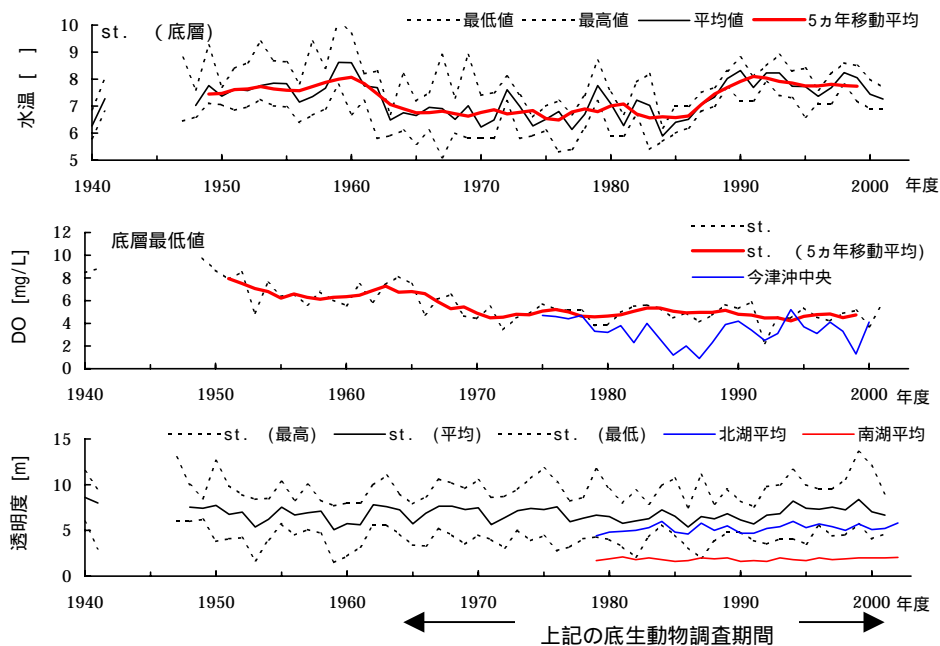 st. (底層)
最低値 最高値 平均値 5ヵ年移動平均
水温 [ ]
10
9
8
7
6
5
1940 1950 1960 1970 1980 1990 2000 年度
底層最低値
st.
st. (5ヵ年移動平均)
今津沖中央
DO [mg/L]
12
10
8
6
4
2
0
1940 1950 1960 1970 1980 1990 2000 年度
st. (最高) st. (平均) st. (最低) 北湖平均 南湖平均
透明度 [m]
15
10
5
0
1940 1950 1960 1970 1980 1990 2000 年度
上記の底生動物調査期間